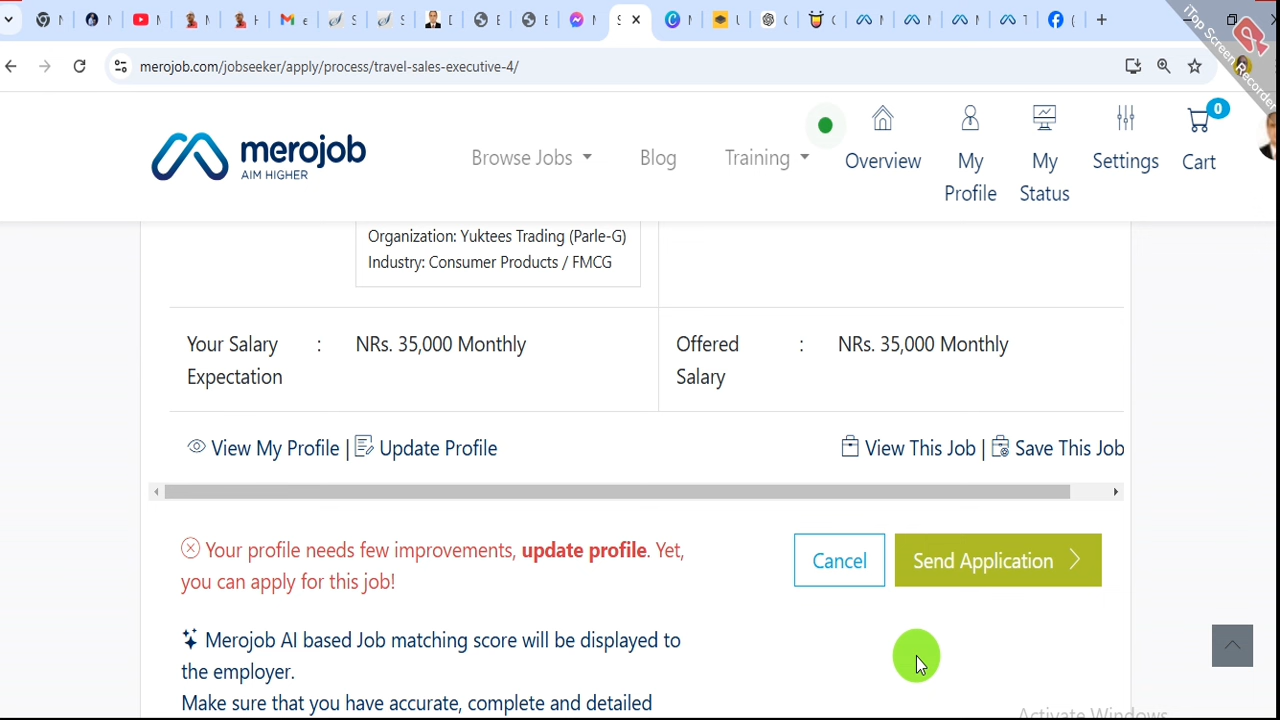 merojob.com/jobseeker/apply/process/travel-sales-executive-4/
iTop Screen Recorder
merojob
AIM HIGHER
Browse Jobs
Blog
Training
Overview
My Profile
My Status
Settings
Cart
0
Organization: Yuktees Trading (Parle-G)
Industry: Consumer Products / FMCG
Your Salary Expectation : NRs. 35,000 Monthly
Offered Salary : NRs. 35,000 Monthly
View My Profile | Update Profile
View This Job | Save This Job
Your profile needs few improvements, update profile. Yet,
you can apply for this job!
Cancel
Send Application
Merojob AI based Job matching score will be displayed to
the employer.
Make sure that you have accurate, complete and detailed
Activate Windows